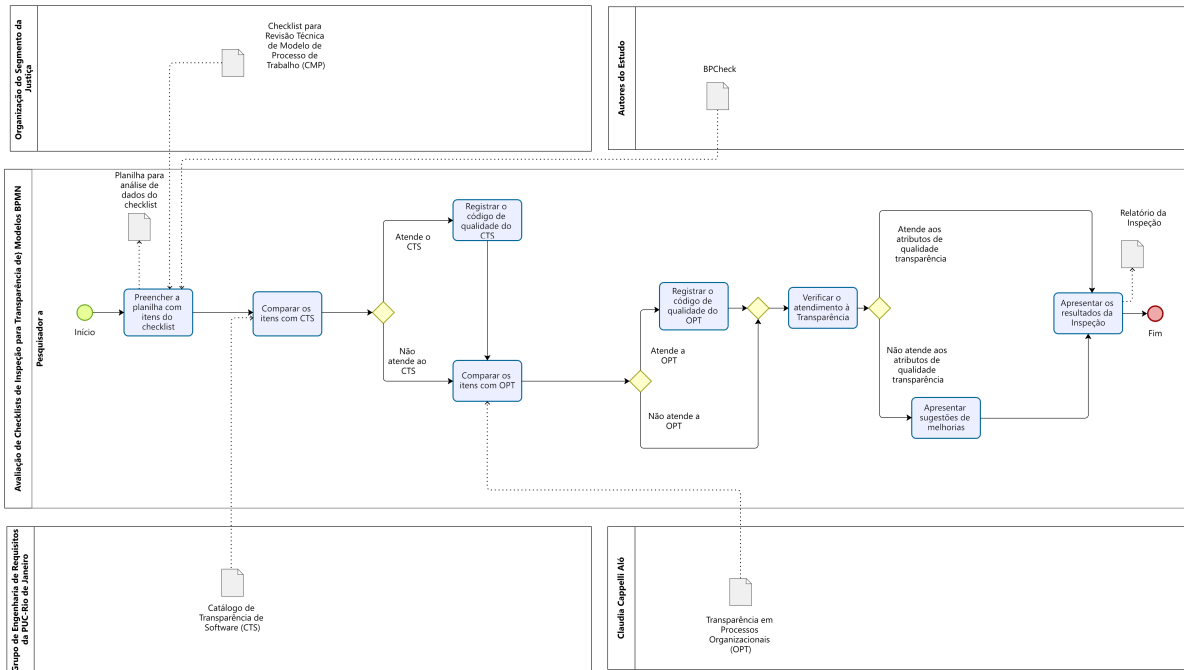 Organização do Segmento da
Justiça
Checklist para
Revisão Técnica
de Modelo de
Processo de
Trabalho (CMP)
Autores do Estudo
BPCheck
Avaliação de Checklists de Inspeção para Transparência de) Modelos BPMN
Pesquisador a
Planilha para
análise de
dados do
checklist
Início
Preencher a
planilha com
itens do
checklist
Comparar os
itens com CTS
Atende o
CTS
Não
atende ao
CTS
Registrar o
código de
qualidade do
CTS
Comparar os
itens com OPT
Registrar o
código de
qualidade do
OPT
Atende a
OPT
Não atende a
OPT
Verificar o
atendimento à
Transparência
Atende aos
atributos de
qualidade
transparência
Não atende aos
atributos de
qualidade
transparência
Apresentar
sugestões de
melhorias
Relatório da
Inspeção
Apresentar os
resultados da
Inspeção
Fim
Grupo de Engenharia de Requisitos
da PUC-Rio de Janeiro
Catálogo de
Transparência de
Software (CTS)
Claudia Cappelli Aló
Transparência em
Processos
Organizacionais
(OPT)